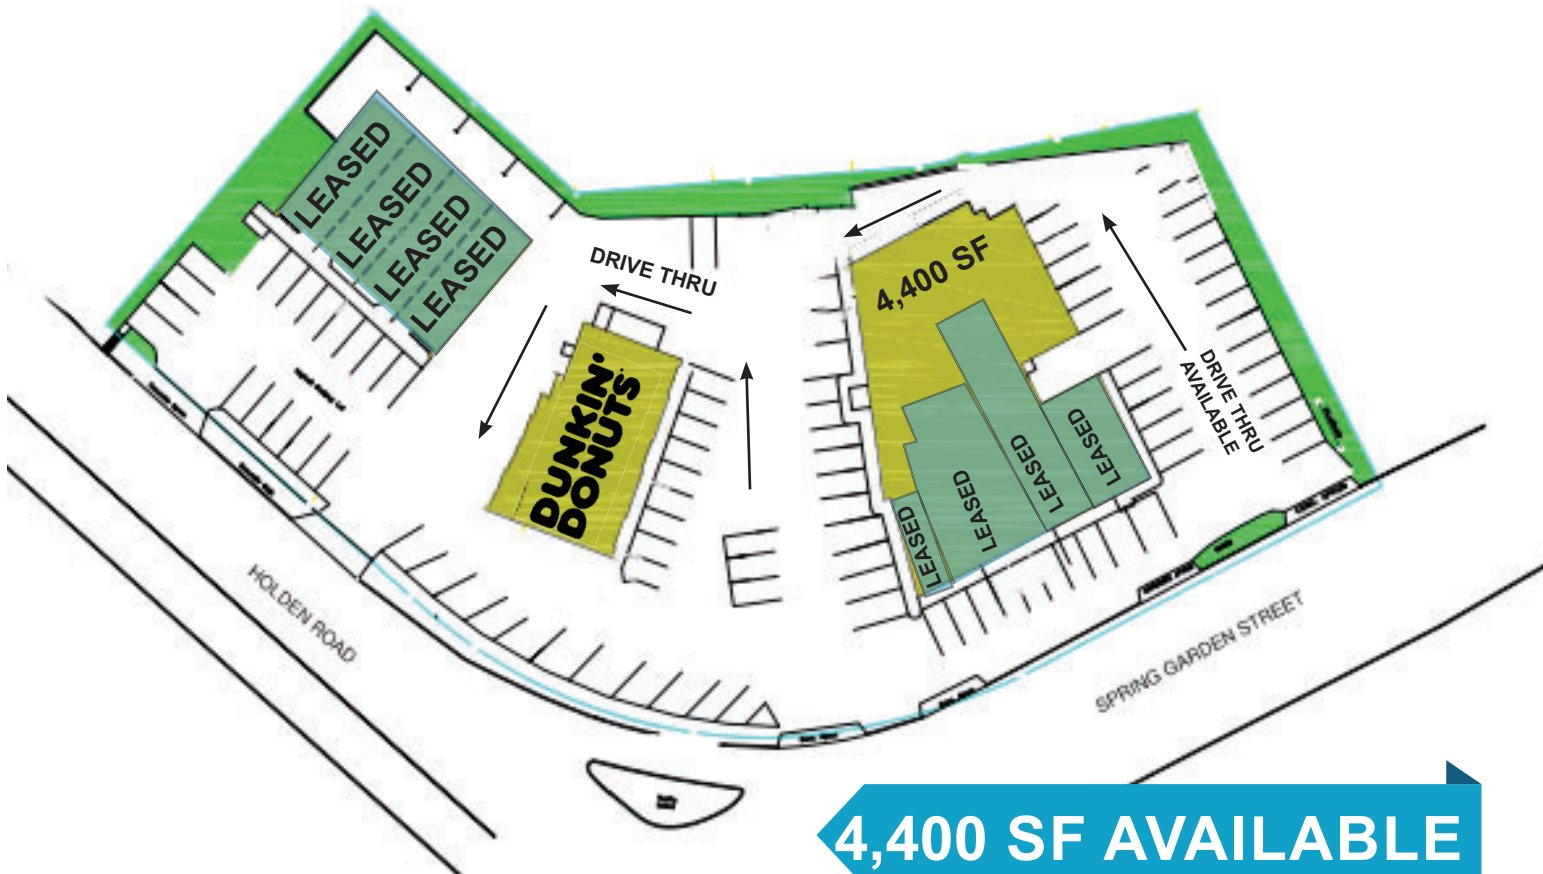 LEASED
LEASED
LEASED
LEASED
DRIVE THRU
DUNKIN'
DONUTS
4,400 SF
LEASED
LEASED
LEASED
LEASED
DRIVE THRU
AVAILABLE
HOLDEN ROAD
SPRING GARDEN STREET
4,400 SF AVAILABLE